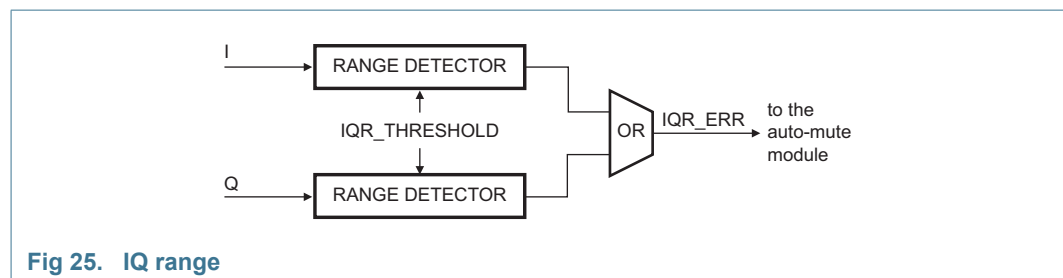 I
RANGE DETECTOR
IQR_THRESHOLD
OR
IQR_ERR
to the
auto-mute
module
Q
RANGE DETECTOR
Fig 25. IQ range